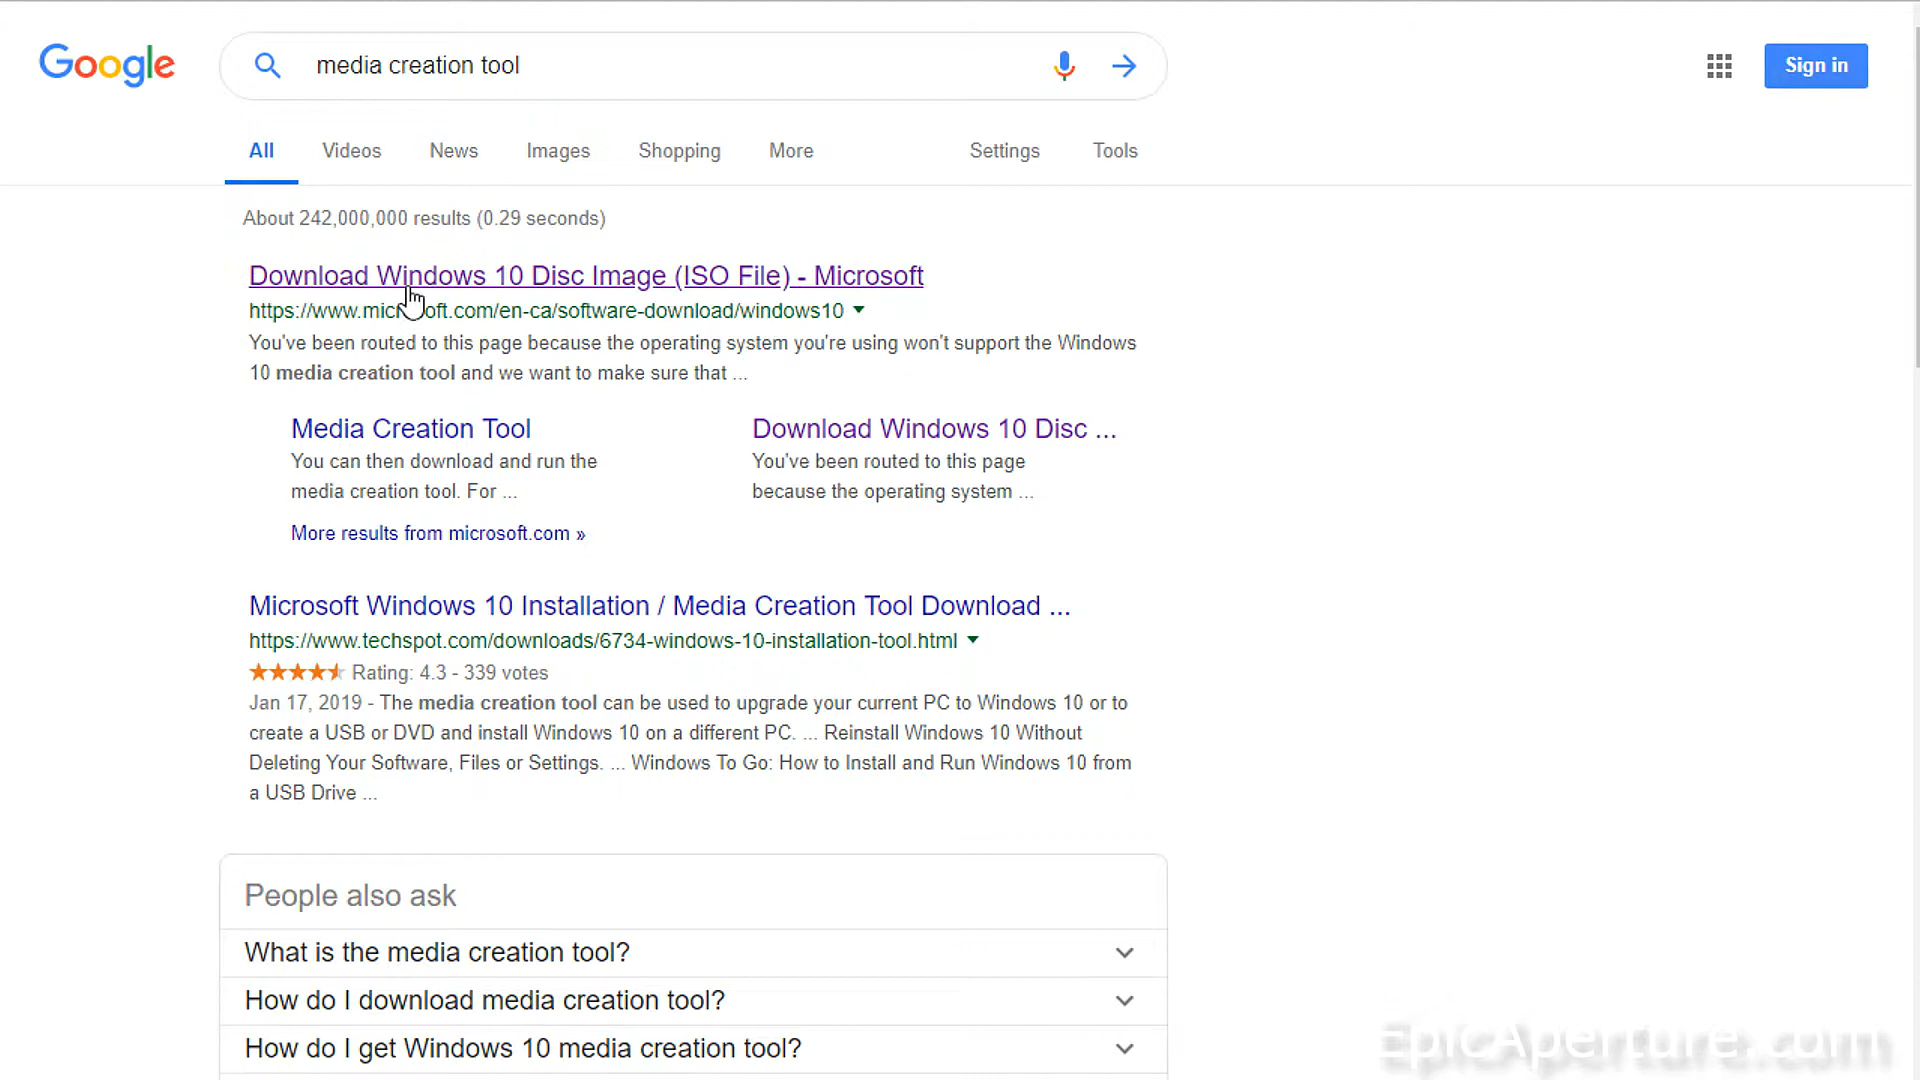 Google
media creation tool
Sign in
All
Videos
News
Images
Shopping
More
Settings
Tools
About 242,000,000 results (0.29 seconds)
Download Windows 10 Disc Image (ISO File) - Microsoft
https://www.microsoft.com/en-ca/software-download/windows10
You've been routed to this page because the operating system you're using won't support the Windows
10 media creation tool and we want to make sure that ...
Media Creation Tool
You can then download and run the
media creation tool. For ...
Download Windows 10 Disc ...
You've been routed to this page
because the operating system ...
More results from microsoft.com »
Microsoft Windows 10 Installation / Media Creation Tool Download ...
https://www.techspot.com/downloads/6734-windows-10-installation-tool.html
Rating: 4.3 - 339 votes
Jan 17, 2019 - The media creation tool can be used to upgrade your current PC to Windows 10 or to
create a USB or DVD and install Windows 10 on a different PC. ... Reinstall Windows 10 Without
Deleting Your Software, Files or Settings. ... Windows To Go: How to Install and Run Windows 10 from
a USB Drive ...
People also ask
What is the media creation tool?
How do I download media creation tool?
How do I get Windows 10 media creation tool?
EpicAperture.com